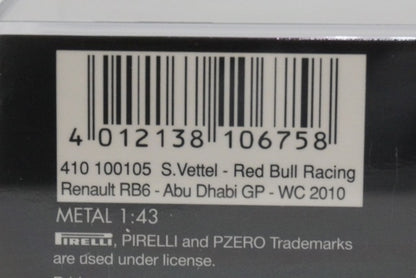 4 012138 106758
410 100105 S.Vettel - Red Bull Racing
Renault RB6 - Abu Dhabi GP - WC 2010
METAL 1:43
PIRELLI, PIRELLI and PZERO Trademarks
are used under license.